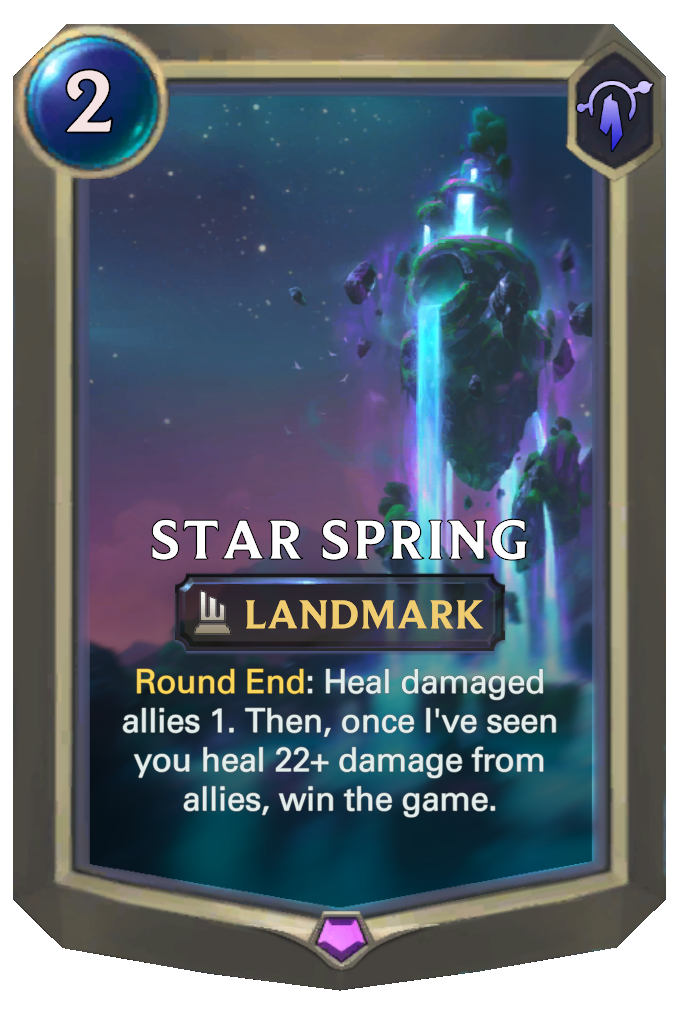 2
STAR SPRING
LANDMARK
Round End: Heal damaged
allies 1. Then, once I've seen
you heal 22+ damage from
allies, win the game.